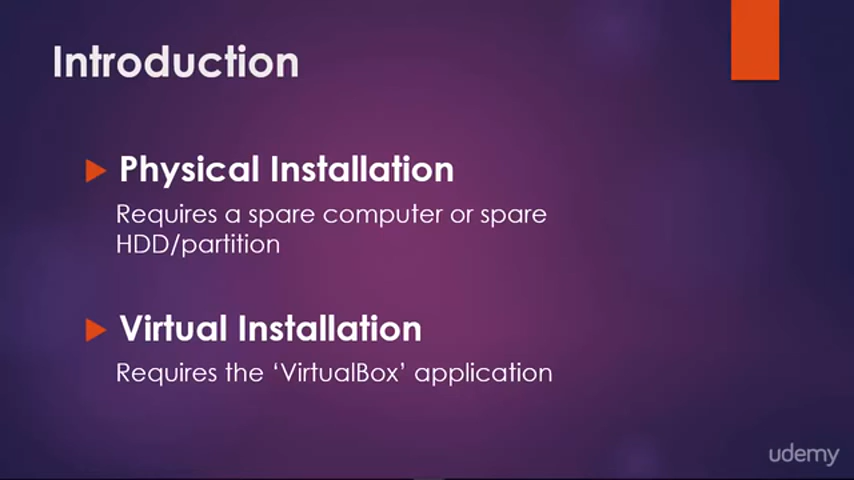 Introduction
Physical Installation
Requires a spare computer or spare
HDD/partition
Virtual Installation
Requires the ‘VirtualBox’ application
udemy